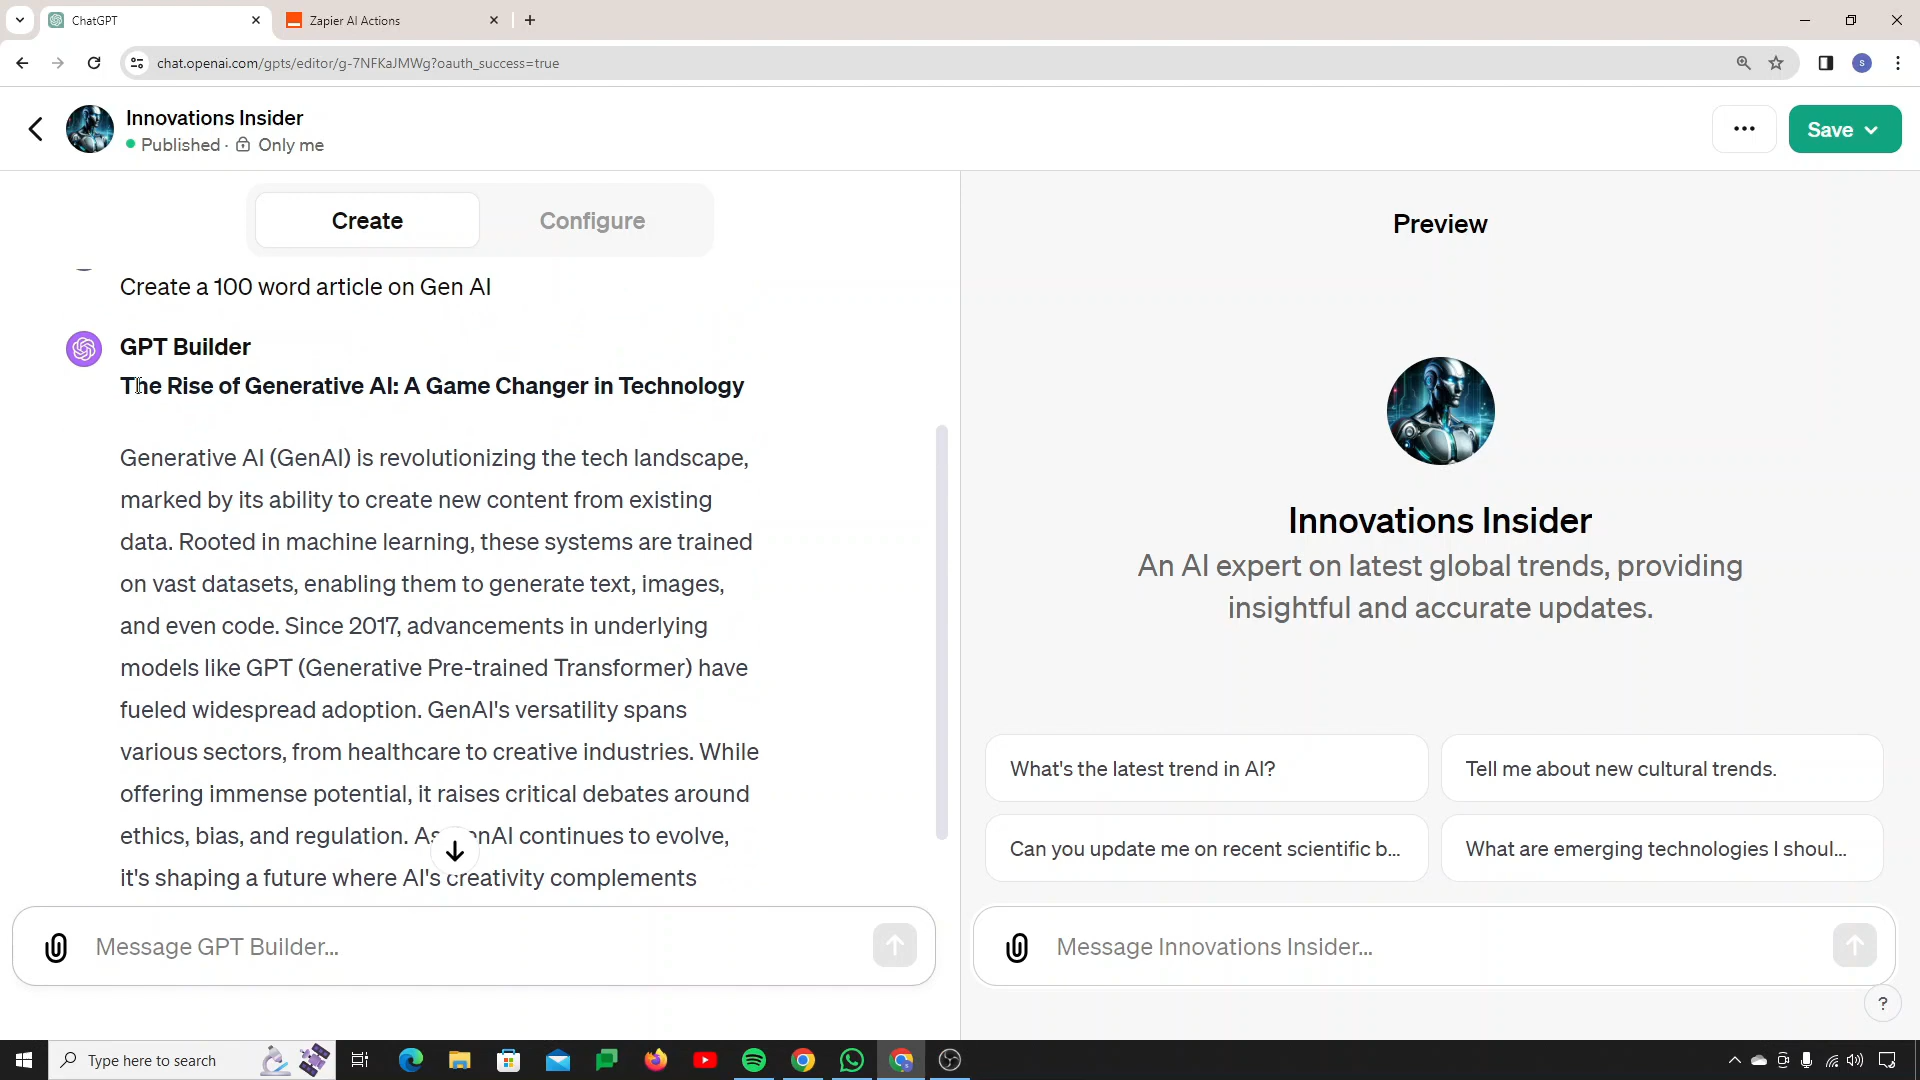 ChatGPT
Zapier AI Actions
chat.openai.com/gpts/editor/g-7NFKaJMWg?oauth_success=true
S
Innovations Insider
Published · Only me
Save
Create
Configure
Create a 100 word article on Gen AI
GPT Builder
The Rise of Generative AI: A Game Changer in Technology
Generative AI (GenAI) is revolutionizing the tech landscape,
marked by its ability to create new content from existing
data. Rooted in machine learning, these systems are trained
on vast datasets, enabling them to generate text, images,
and even code. Since 2017, advancements in underlying
models like GPT (Generative Pre-trained Transformer) have
fueled widespread adoption. GenAI's versatility spans
various sectors, from healthcare to creative industries. While
offering immense potential, it raises critical debates around
ethics, bias, and regulation. As enAI continues to evolve,
it's shaping a future where AI's creativity complements
Message GPT Builder...
Preview
Innovations Insider
An AI expert on latest global trends, providing
insightful and accurate updates.
What's the latest trend in AI?
Tell me about new cultural trends.
Can you update me on recent scientific b...
What are emerging technologies I shoul...
Message Innovations Insider...
?
Type here to search